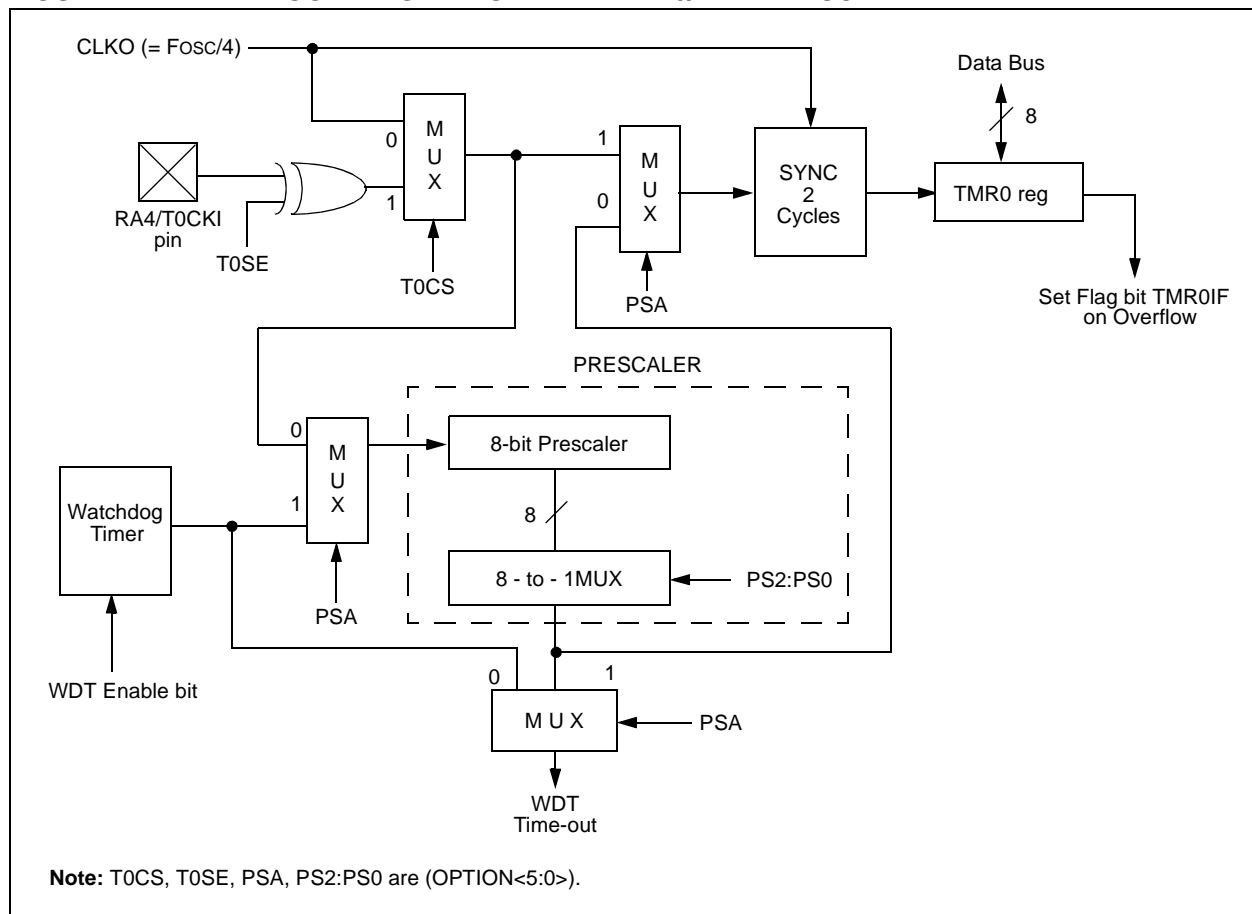 CLKO (= FOSC/4)
Data Bus
8
M
U
X
0
1
RA4/T0CKI
pin
T0SE
T0CS
1
0
M
U
X
PSA
SYNC
2
Cycles
TMR0 reg
Set Flag bit TMR0IF
on Overflow
PRESCALER
0
1
M
U
X
8-bit Prescaler
Watchdog
Timer
8
8 - to - 1MUX
PS2:PS0
PSA
WDT Enable bit
0
1
M U X
PSA
WDT
Time-out
Note: T0CS, T0SE, PSA, PS2:PS0 are (OPTION<5:0>).